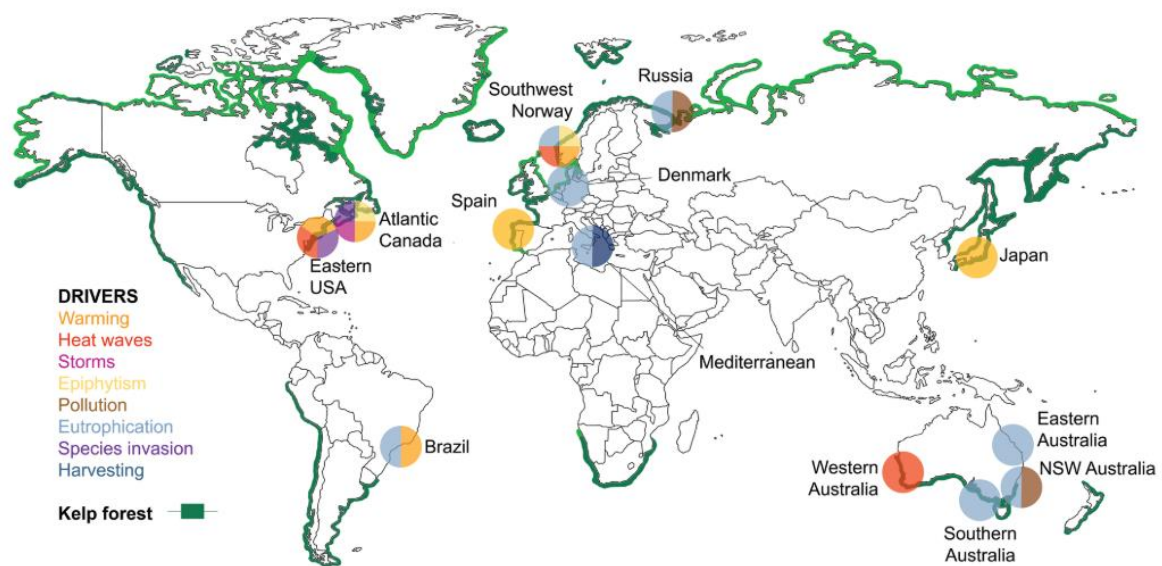 Russia
Southwest
Norway
Denmark
Spain
Atlantic
Canada
Eastern
USA
Japan
Mediterranean
DRIVERS
Warming
Heat waves
Storms
Epiphytism
Pollution
Eutrophication
Species invasion
Harvesting
Kelp forest
Brazil
Eastern
Australia
NSW Australia
Western
Australia
Southern
Australia